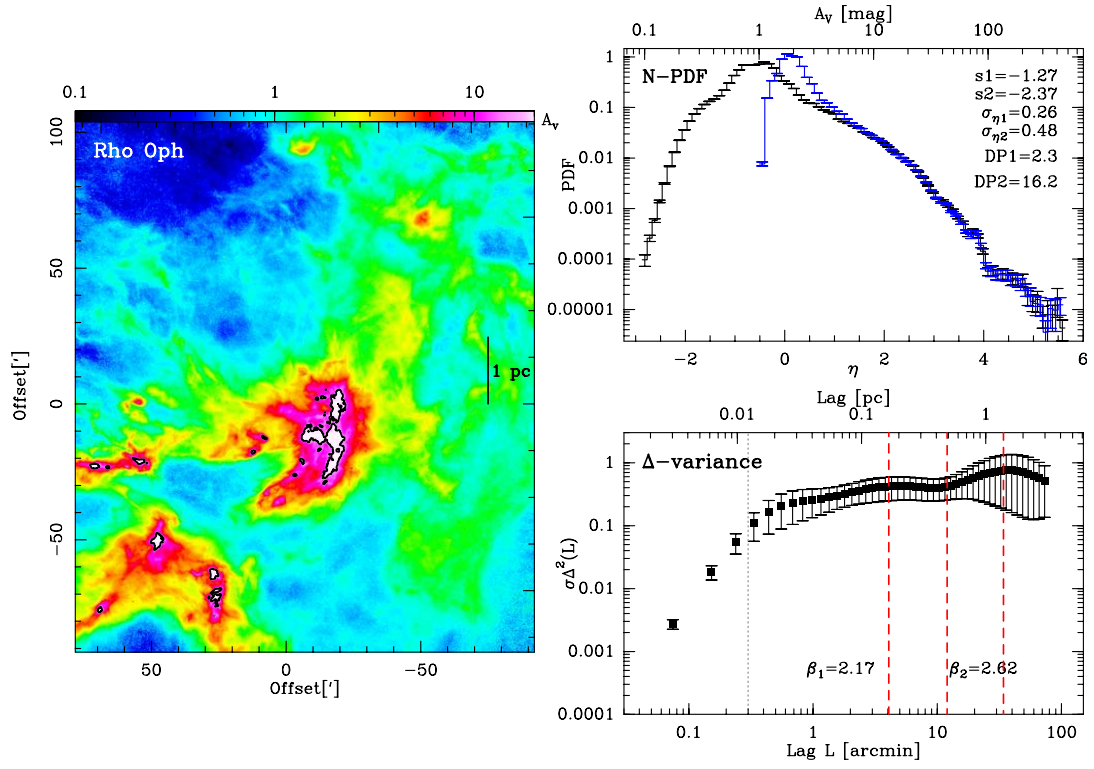 0.1 1 10
A_V
Rho Oph
100
50
0
−50
Offset[′]
1 pc
50 0 −50
Offset[′]
A_V [mag]
0.1 1 10 100
N−PDF
s1=−1.27
s2=−2.37
σ_η1=0.26
σ_η2=0.48
DP1=2.3
DP2=16.2
PDF
1
0.1
0.01
0.001
0.0001
0.00001
−2 0 2 4 6
η
Lag [pc]
0.01 0.1 1
Δ−variance
σΔ²(L)
1
0.1
0.01
0.001
0.0001
β₁=2.17 β₂=2.62
0.1 1 10 100
Lag L [arcmin]